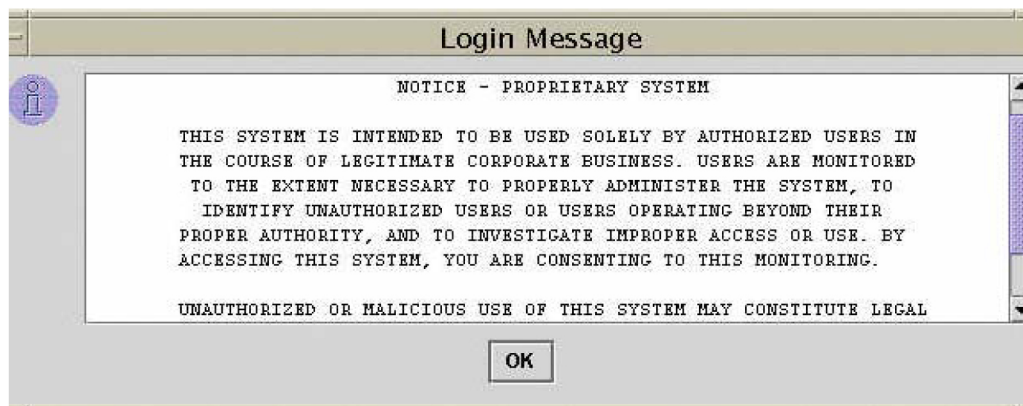 Login Message
NOTICE - PROPRIETARY SYSTEM
THIS SYSTEM IS INTENDED TO BE USED SOLELY BY AUTHORIZED USERS IN
THE COURSE OF LEGITIMATE CORPORATE BUSINESS. USERS ARE MONITORED
TO THE EXTENT NECESSARY TO PROPERLY ADMINISTER THE SYSTEM, TO
IDENTIFY UNAUTHORIZED USERS OR USERS OPERATING BEYOND THEIR
PROPER AUTHORITY, AND TO INVESTIGATE IMPROPER ACCESS OR USE. BY
ACCESSING THIS SYSTEM, YOU ARE CONSENTING TO THIS MONITORING.
UNAUTHORIZED OR MALICIOUS USE OF THIS SYSTEM MAY CONSTITUTE LEGAL
OK